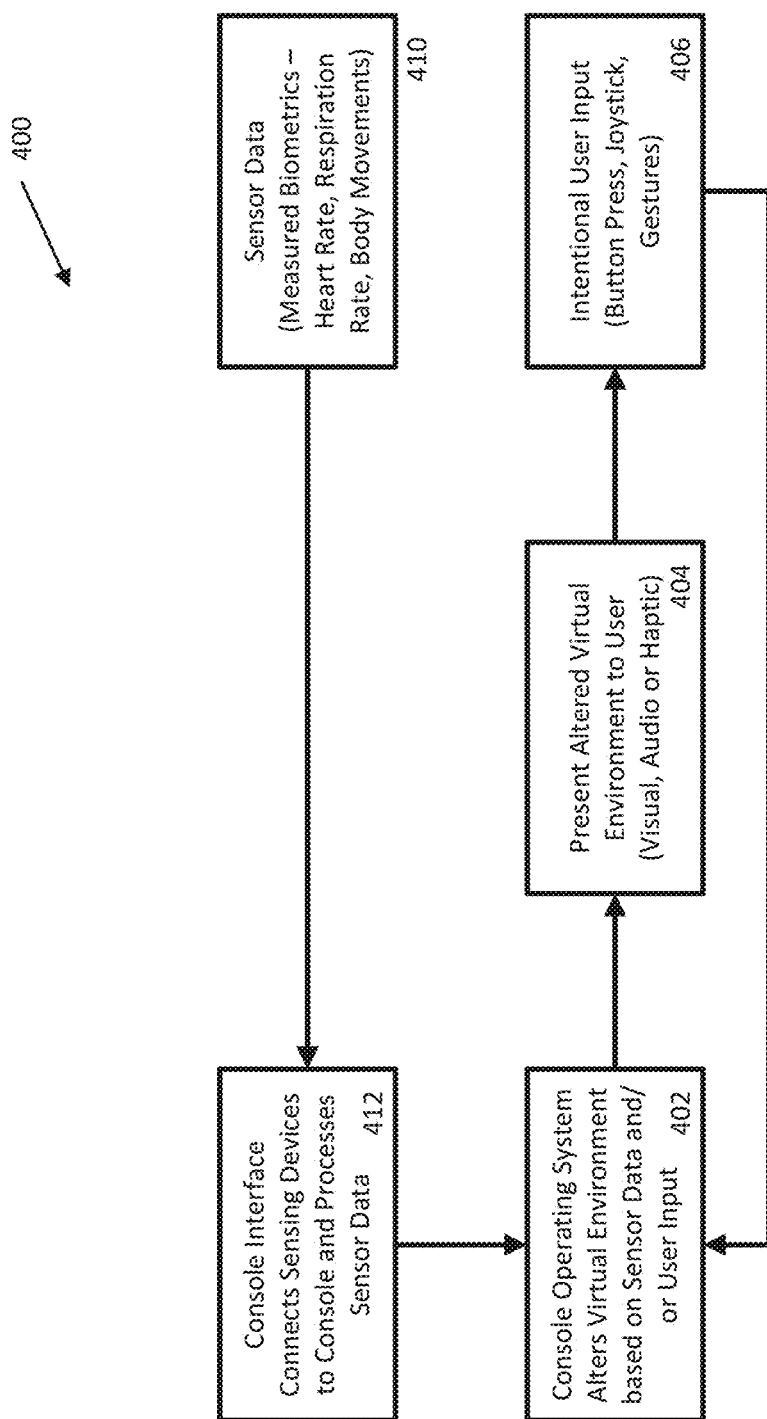 400
Console Interface
Connects Sensing Devices
to Console and Processes
Sensor Data
412
Sensor Data
(Measured Biometrics –
Heart Rate, Respiration
Rate, Body Movements)
410
Console Operating System
Alters Virtual Environment
based on Sensor Data and/
or User Input
402
Present Altered Virtual
Environment to User
(Visual, Audio or Haptic)
404
Intentional User Input
(Button Press, Joystick,
Gestures)
406